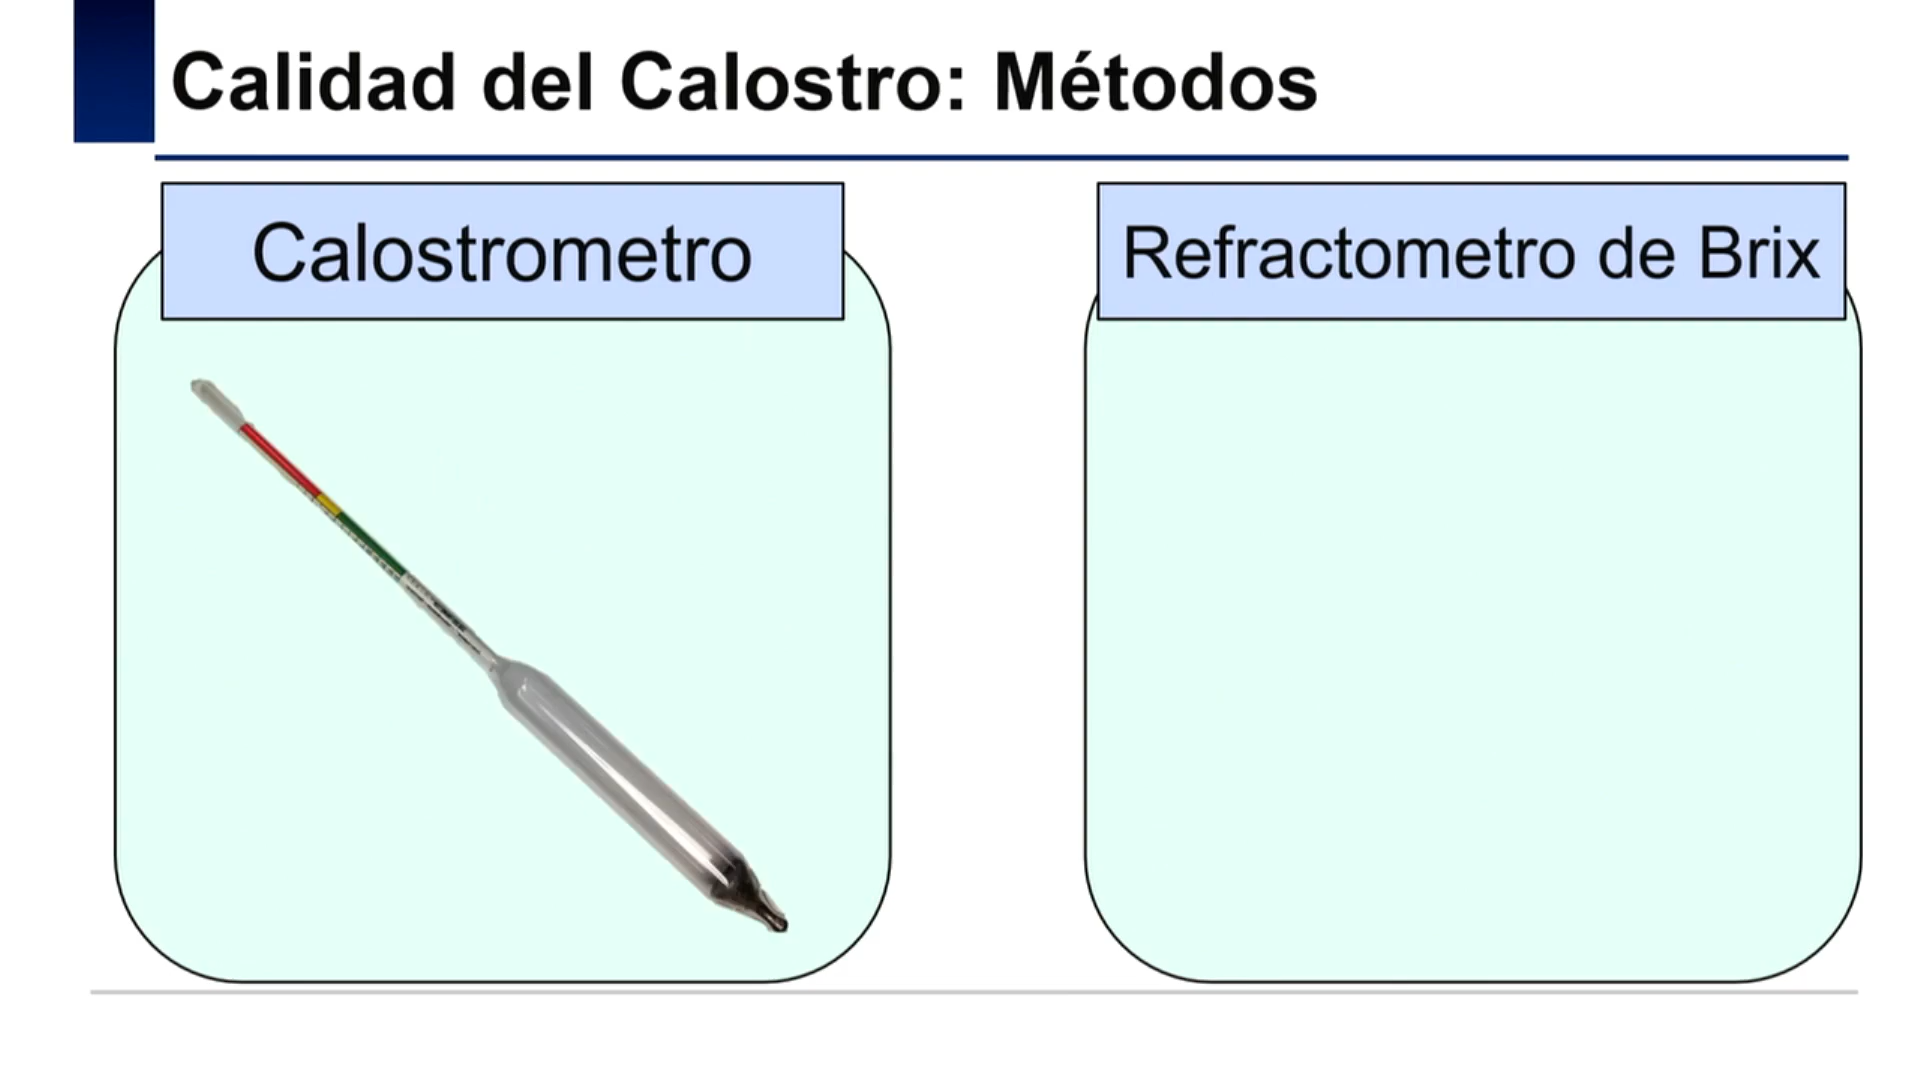 Calidad del Calostro: Métodos
Calostrometro
Refractometro de Brix